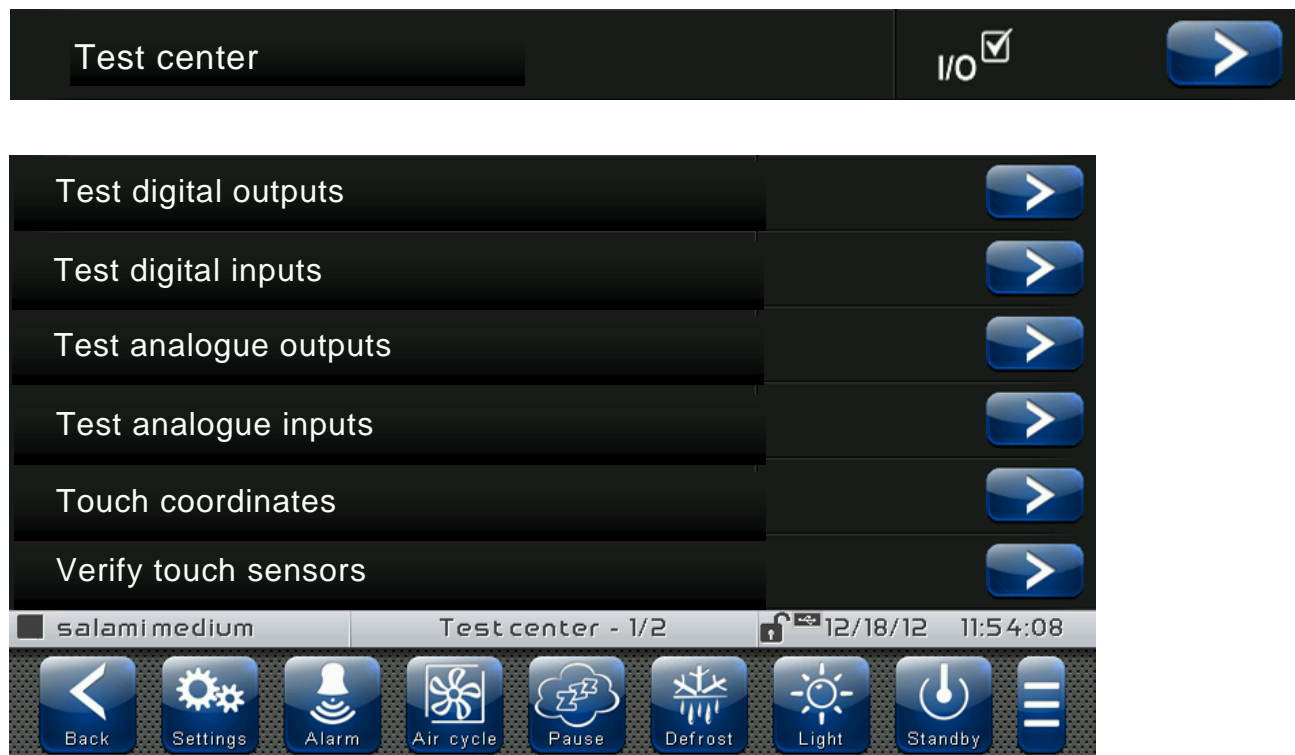 Test center I/O
Test digital outputs
Test digital inputs
Test analogue outputs
Test analogue inputs
Touch coordinates
Verify touch sensors
salami medium Test center - 1/2 12/18/12 11:54:08
Back Settings Alarm Air cycle Pause Defrost Light Standby